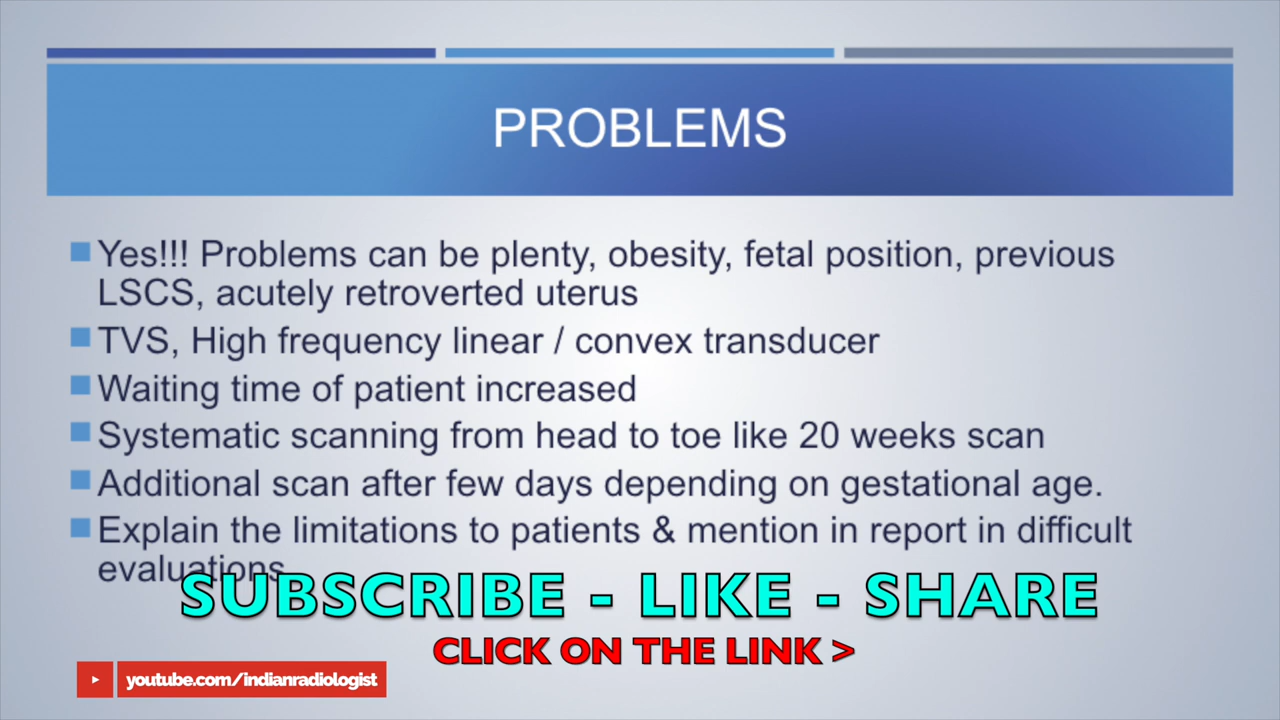 PROBLEMS
Yes!!! Problems can be plenty, obesity, fetal position, previous
LSCS, acutely retroverted uterus
TVS, High frequency linear / convex transducer
Waiting time of patient increased
Systematic scanning from head to toe like 20 weeks scan
Additional scan after few days depending on gestational age.
Explain the limitations to patients & mention in report in difficult
evaluations
SUBSCRIBE - LIKE - SHARE
CLICK ON THE LINK >
youtube.com/indianradiologist